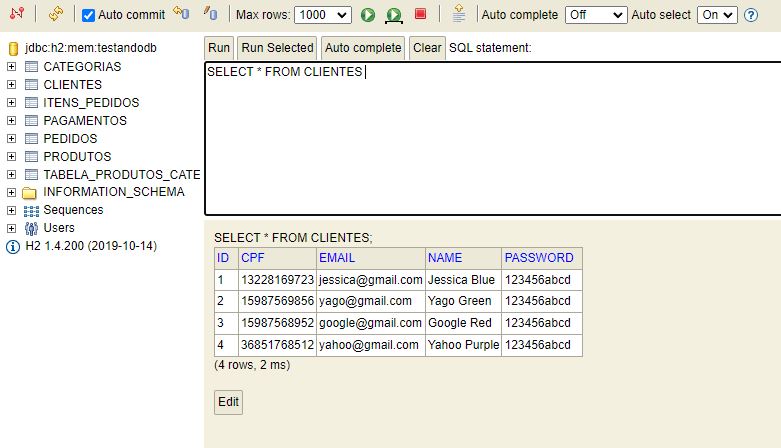 Auto commit Max rows: 1000 Auto complete Off Auto select On ?
jdbc:h2:mem:testandodb
CATEGORIAS
CLIENTES
ITENS_PEDIDOS
PAGAMENTOS
PEDIDOS
PRODUTOS
TABELA_PRODUTOS_CATE
INFORMATION_SCHEMA
Sequences
Users
H2 1.4.200 (2019-10-14)
Run Run Selected Auto complete Clear SQL statement:
SELECT * FROM CLIENTES
SELECT * FROM CLIENTES;
ID CPF EMAIL NAME PASSWORD
1 13228169723 jessica@gmail.com Jessica Blue 123456abcd
2 15987569856 yago@gmail.com Yago Green 123456abcd
3 15987568952 google@gmail.com Google Red 123456abcd
4 36851768512 yahoo@gmail.com Yahoo Purple 123456abcd
(4 rows, 2 ms)
Edit